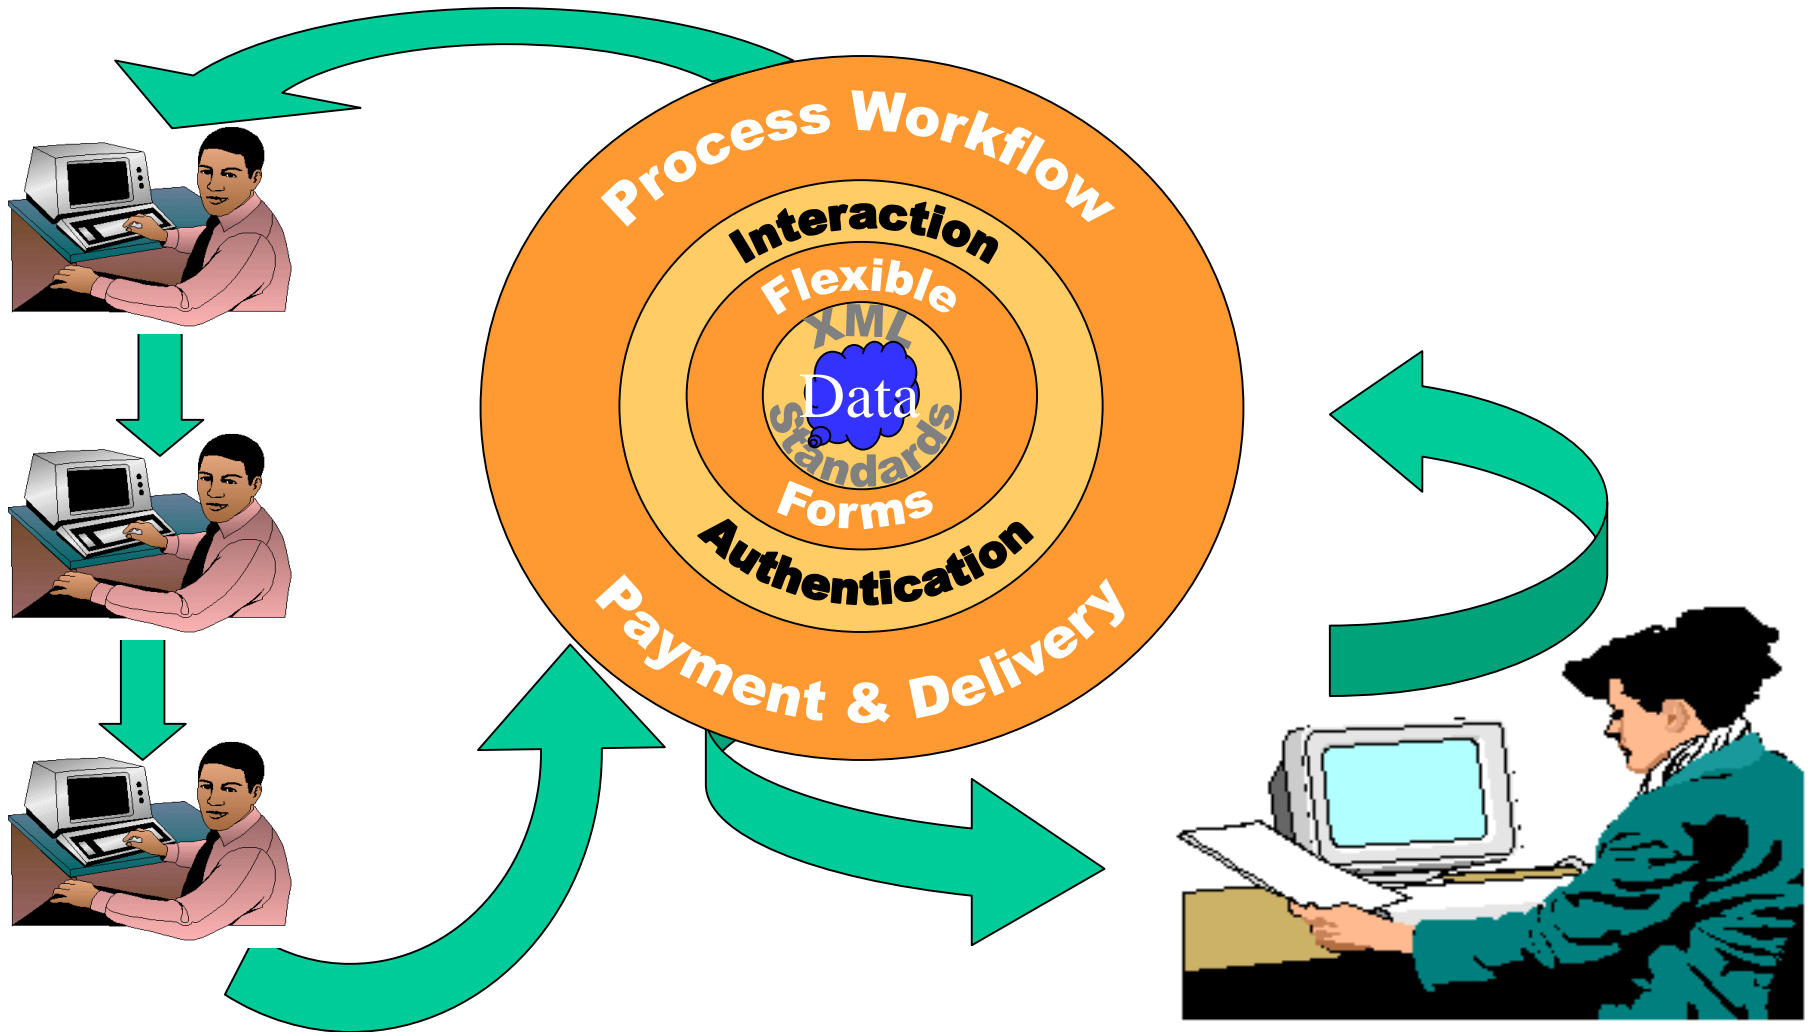 Process Workflow
Interaction
Flexible
XML
Data
Standards
Forms
Authentication
Payment & Delivery